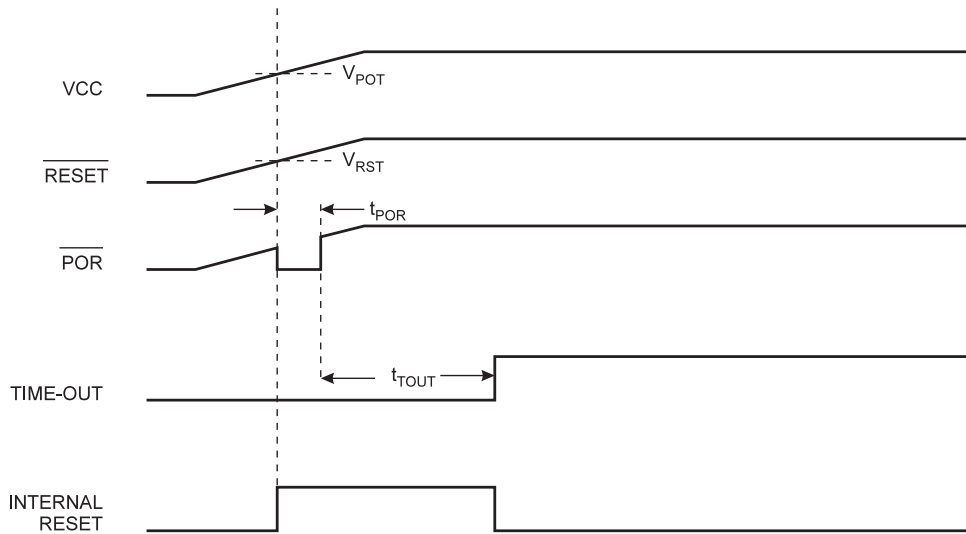 VCC
VPOT
RESET
VRST
tPOR
POR
tTOUT
TIME-OUT
INTERNAL
RESET